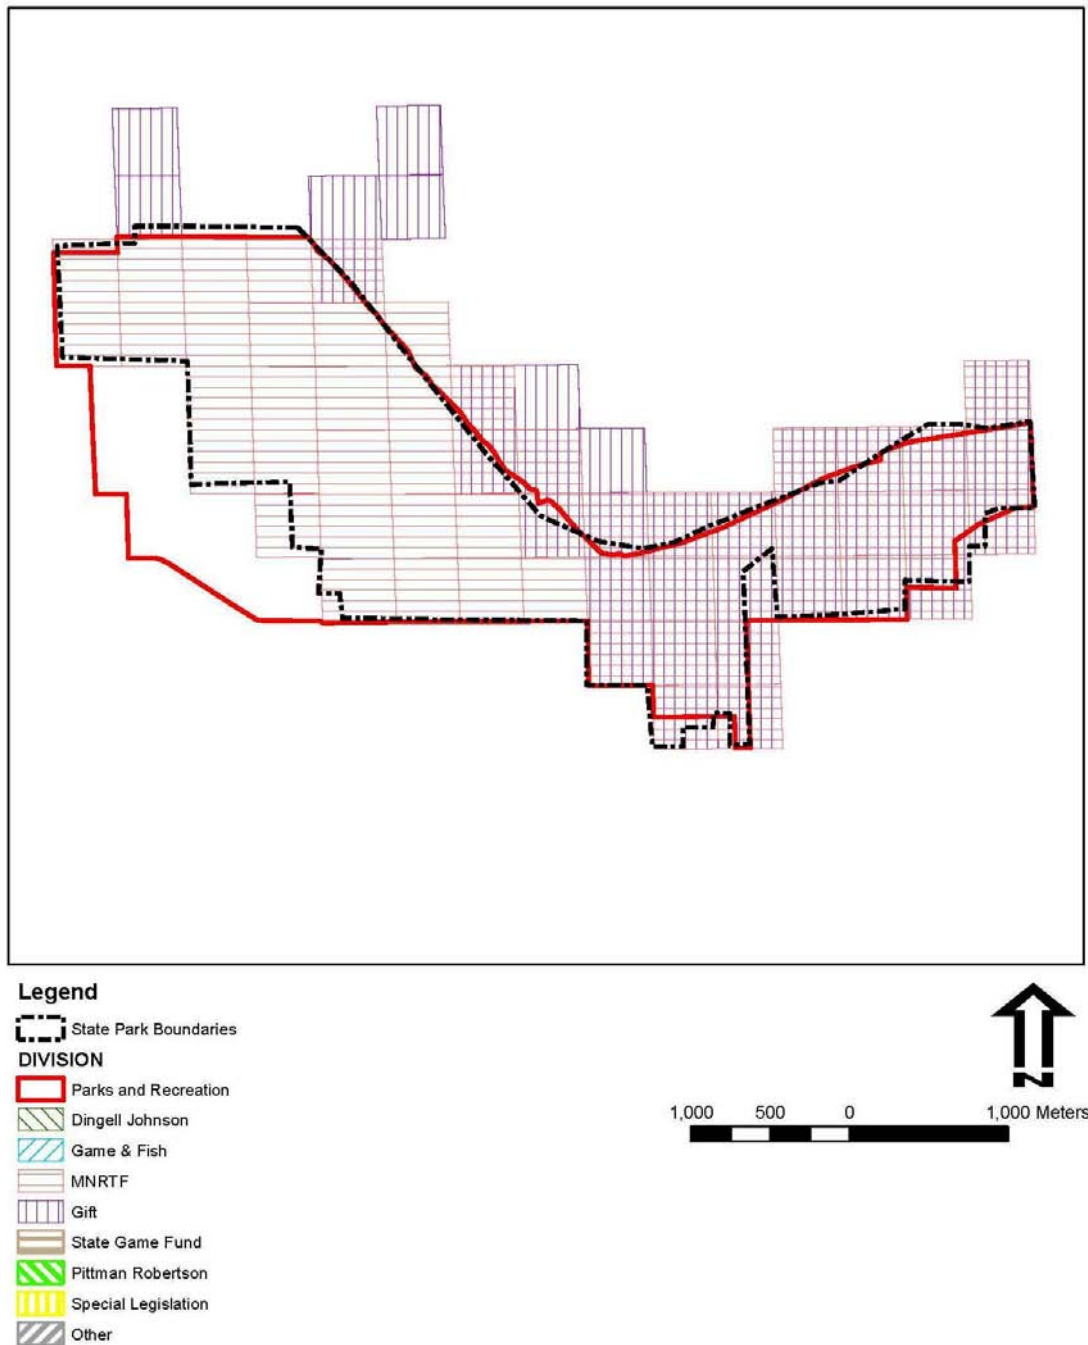 Legend
State Park Boundaries
DIVISION
Parks and Recreation
Dingell Johnson
Game & Fish
MNRTF
Gift
State Game Fund
Pittman Robertson
Special Legislation
Other
N
1,000 500 0 1,000 Meters